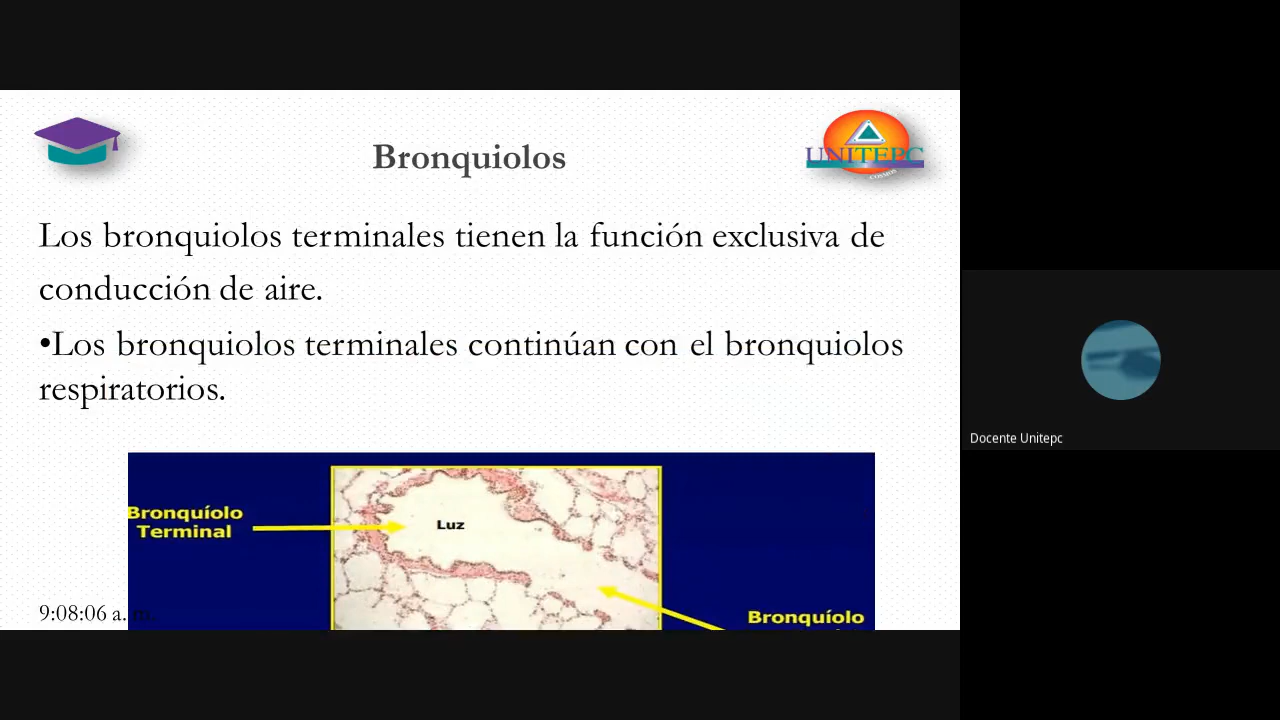 Bronquiolos
UNITEPC
Los bronquiolos terminales tienen la función exclusiva de
conducción de aire.
•Los bronquiolos terminales continúan con el bronquiolos
respiratorios.
Bronquíolo
Terminal
Luz
Bronquíolo
9:08:06 a. m.
Docente Unitepc